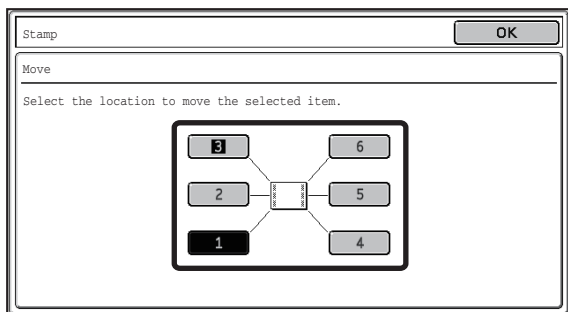 Stamp OK
Move
Select the location to move the selected item.
3 6
2 5
1 4